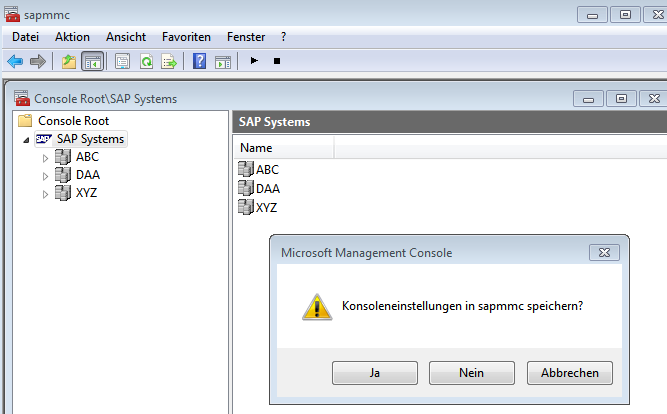 sapmmc
Datei Aktion Ansicht Favoriten Fenster ?
Console Root\SAP Systems
Console Root
SAP SAP Systems
ABC
DAA
XYZ
SAP Systems
Name
ABC
DAA
XYZ
Microsoft Management Console
Konsoleneinstellungen in sapmmc speichern?
Ja Nein Abbrechen